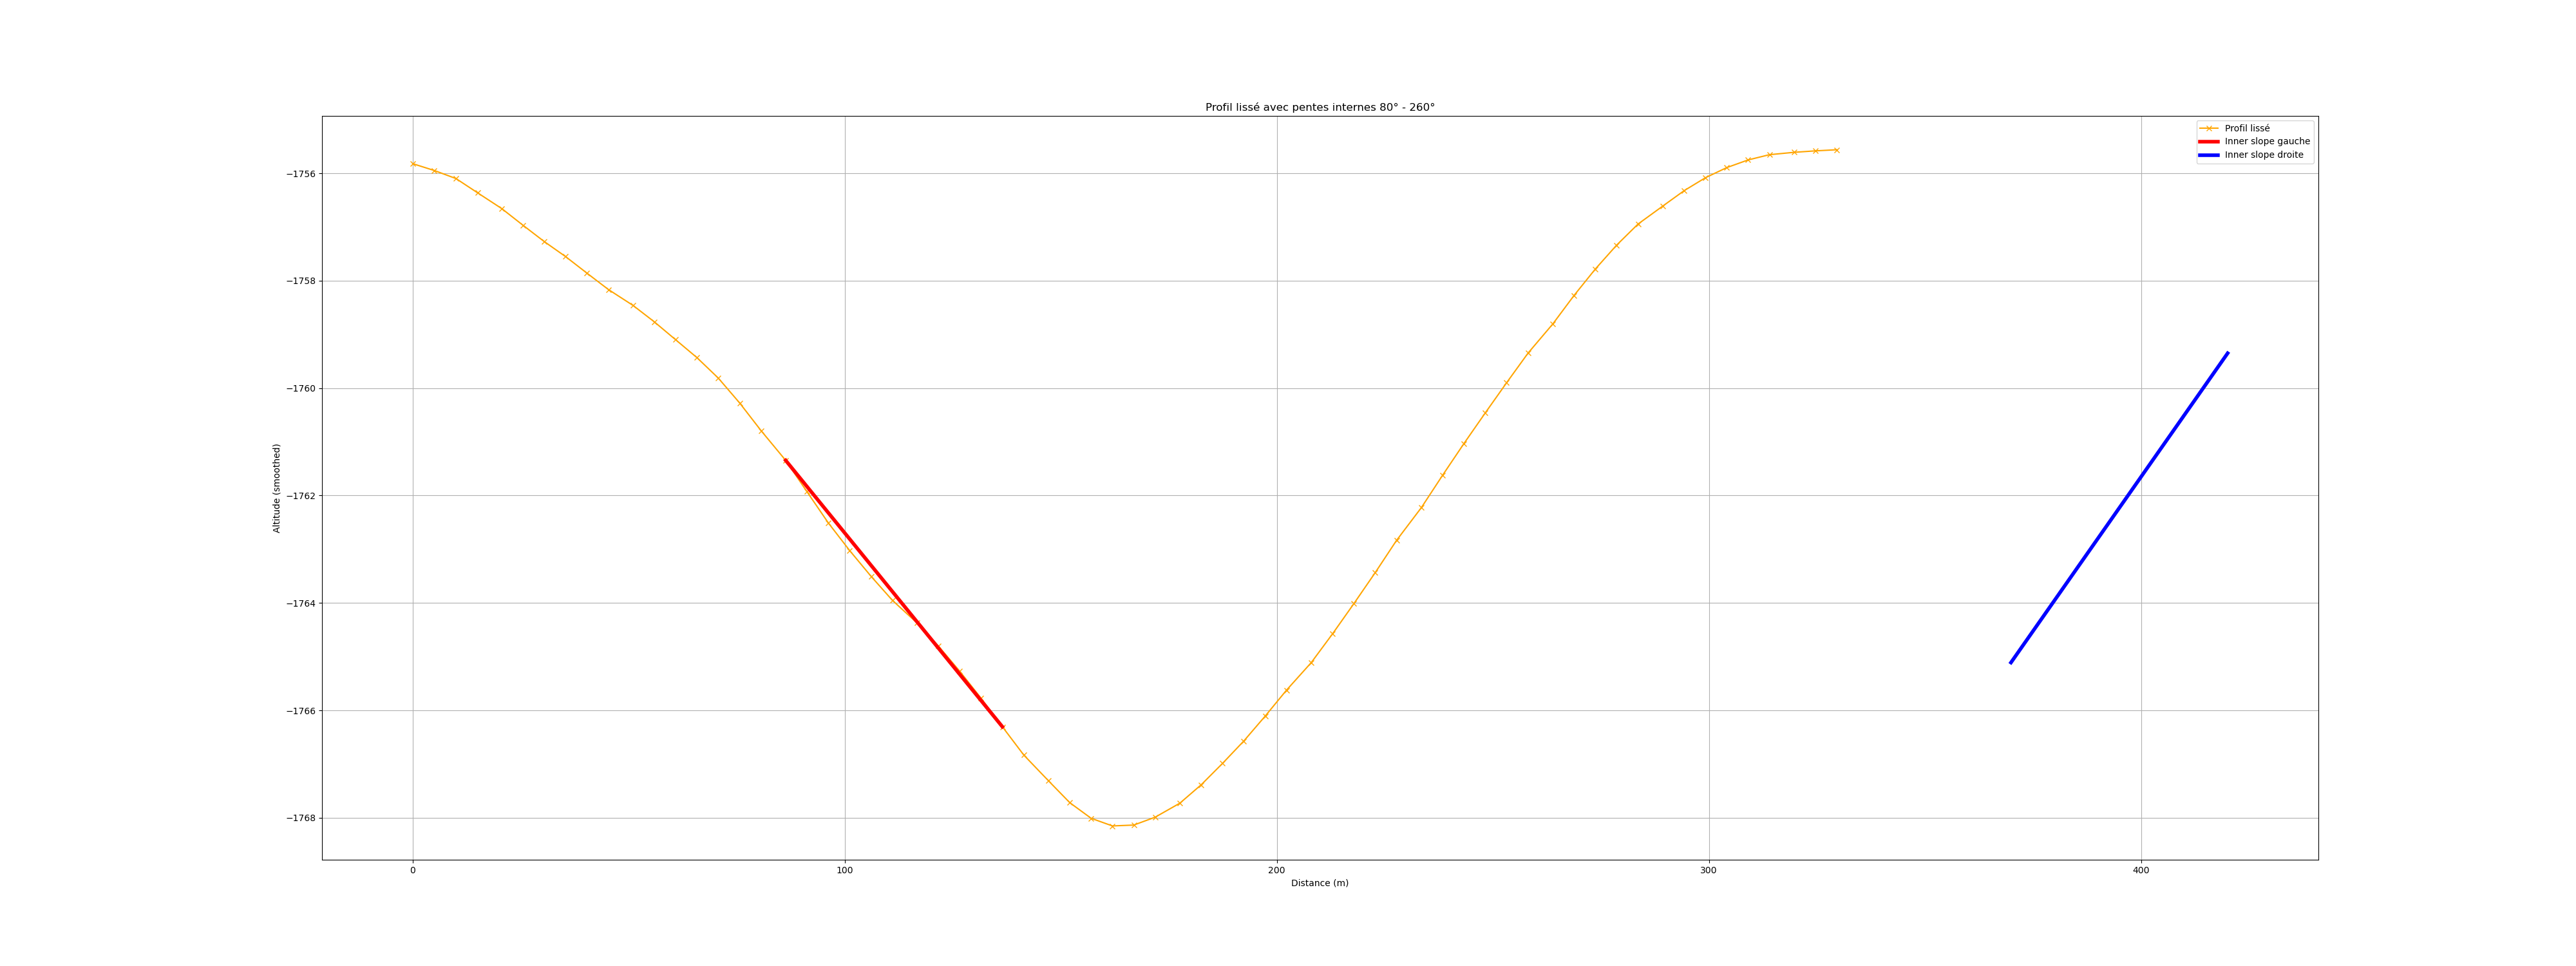 Profil lissé avec pentes internes 80° - 260°
Profil lissé
Inner slope gauche
Inner slope droite
Altitude (smoothed)
−1756
−1758
−1760
−1762
−1764
−1766
−1768
0
100
200
300
400
Distance (m)